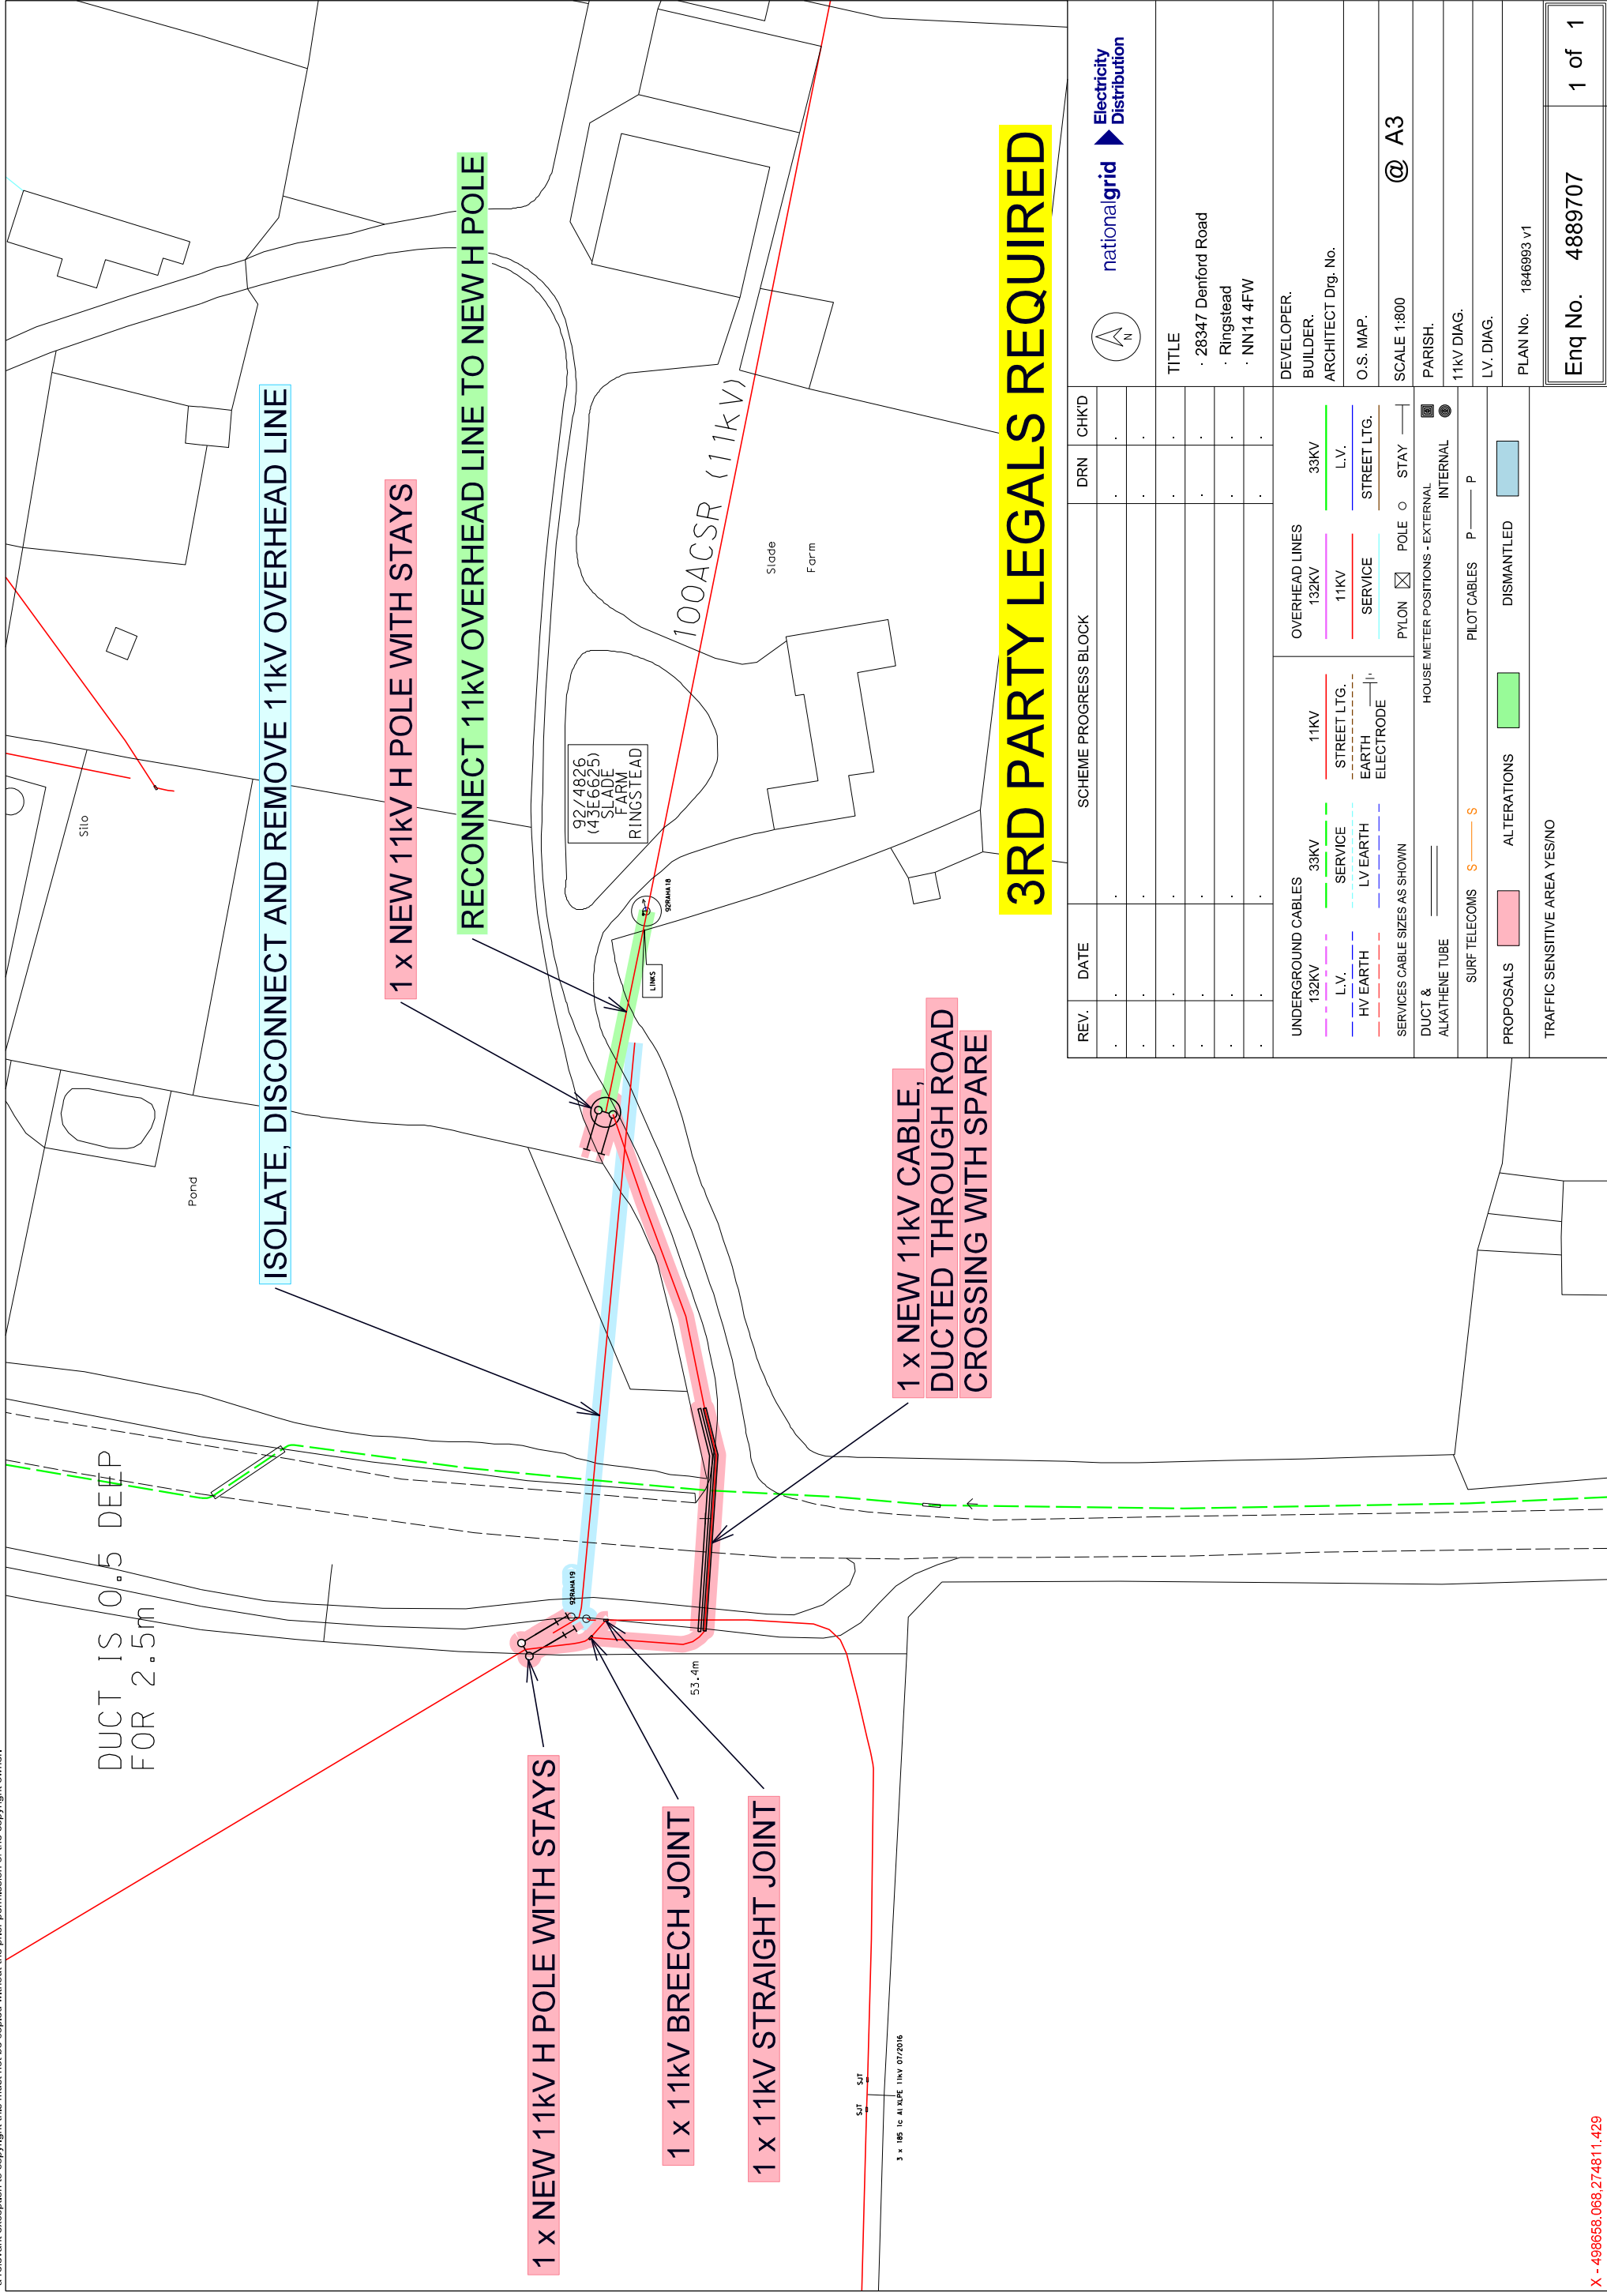 DUCT IS 0.5 DEEP
FOR 2.5m
Pond
Silo
ISOLATE, DISCONNECT AND REMOVE 11kV OVERHEAD LINE
1 x NEW 11kV H POLE WITH STAYS
RECONNECT 11kV OVERHEAD LINE TO NEW H POLE
92/4826
(43E6625)
SLADE
FARM
RINGSTEAD
100ACSR (11kV)
92RAHA18
LINKS
Slade
Farm
92RAHA19
53.4m
1 x NEW 11kV H POLE WITH STAYS
1 x 11kV BREECH JOINT
1 x 11kV STRAIGHT JOINT
1 x NEW 11kV CABLE,
DUCTED THROUGH ROAD
CROSSING WITH SPARE
SJT
SJT
3 x 185 1c Al XLPE 11kV 07/2016
3RD PARTY LEGALS REQUIRED
REV.
DATE
SCHEME PROGRESS BLOCK
DRN
CHK'D
UNDERGROUND CABLES
132KV
33KV
11KV
L.V.
SERVICE
STREET LTG.
HV EARTH
LV EARTH
EARTH
ELECTRODE
SERVICES CABLE SIZES AS SHOWN
OVERHEAD LINES
132KV
33KV
11KV
L.V.
SERVICE
STREET LTG.
PYLON
POLE
STAY
DUCT &
ALKATHENE TUBE
HOUSE METER POSITIONS - EXTERNAL
INTERNAL
SURF TELECOMS S S
PILOT CABLES P P
PROPOSALS
ALTERATIONS
DISMANTLED
TRAFFIC SENSITIVE AREA YES/NO
N
nationalgrid
Electricity
Distribution
TITLE
· 28347 Denford Road
· Ringstead
· NN14 4FW
DEVELOPER.
BUILDER.
ARCHITECT Drg. No.
O.S. MAP.
SCALE 1:800 @ A3
PARISH.
11kV DIAG.
LV. DIAG.
PLAN No. 1846993 v1
Enq No. 4889707
1 of 1
X - 498658.068,274811.429